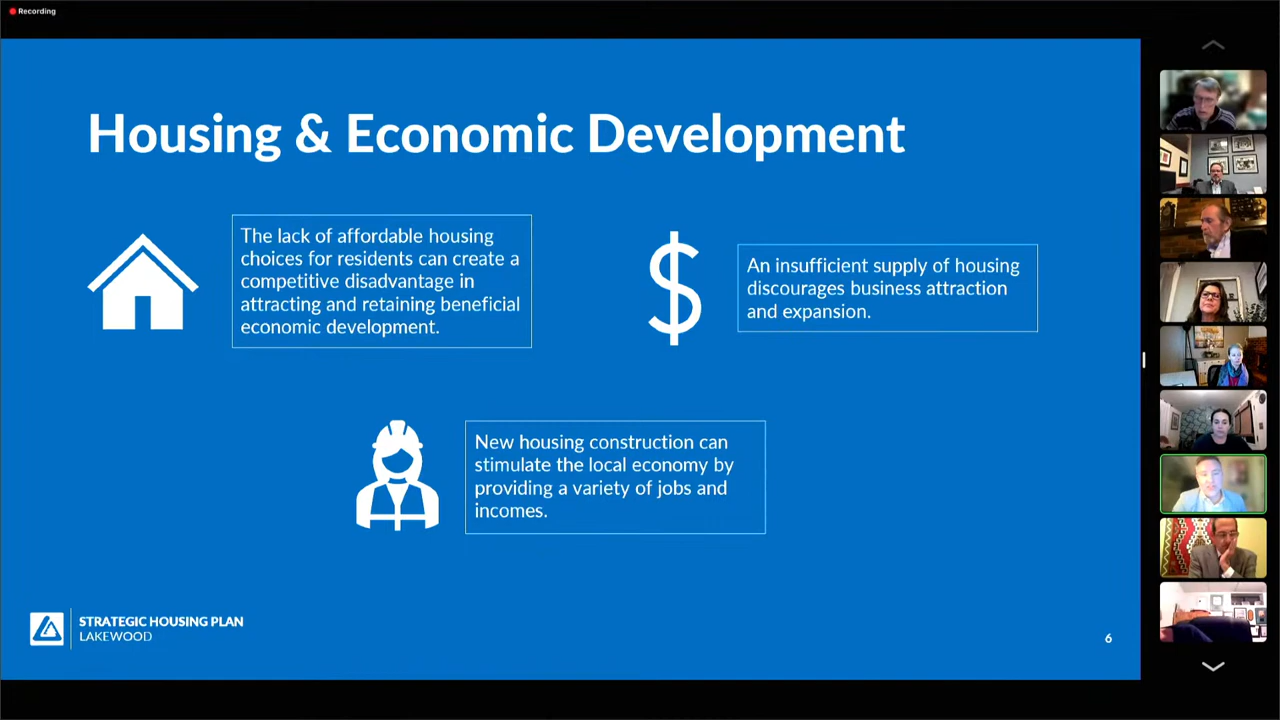 Recording
Housing & Economic Development
The lack of affordable housing
choices for residents can create a
competitive disadvantage in
attracting and retaining beneficial
economic development.
$
An insufficient supply of housing
discourages business attraction
and expansion.
New housing construction can
stimulate the local economy by
providing a variety of jobs and
incomes.
STRATEGIC HOUSING PLAN
LAKEWOOD
6